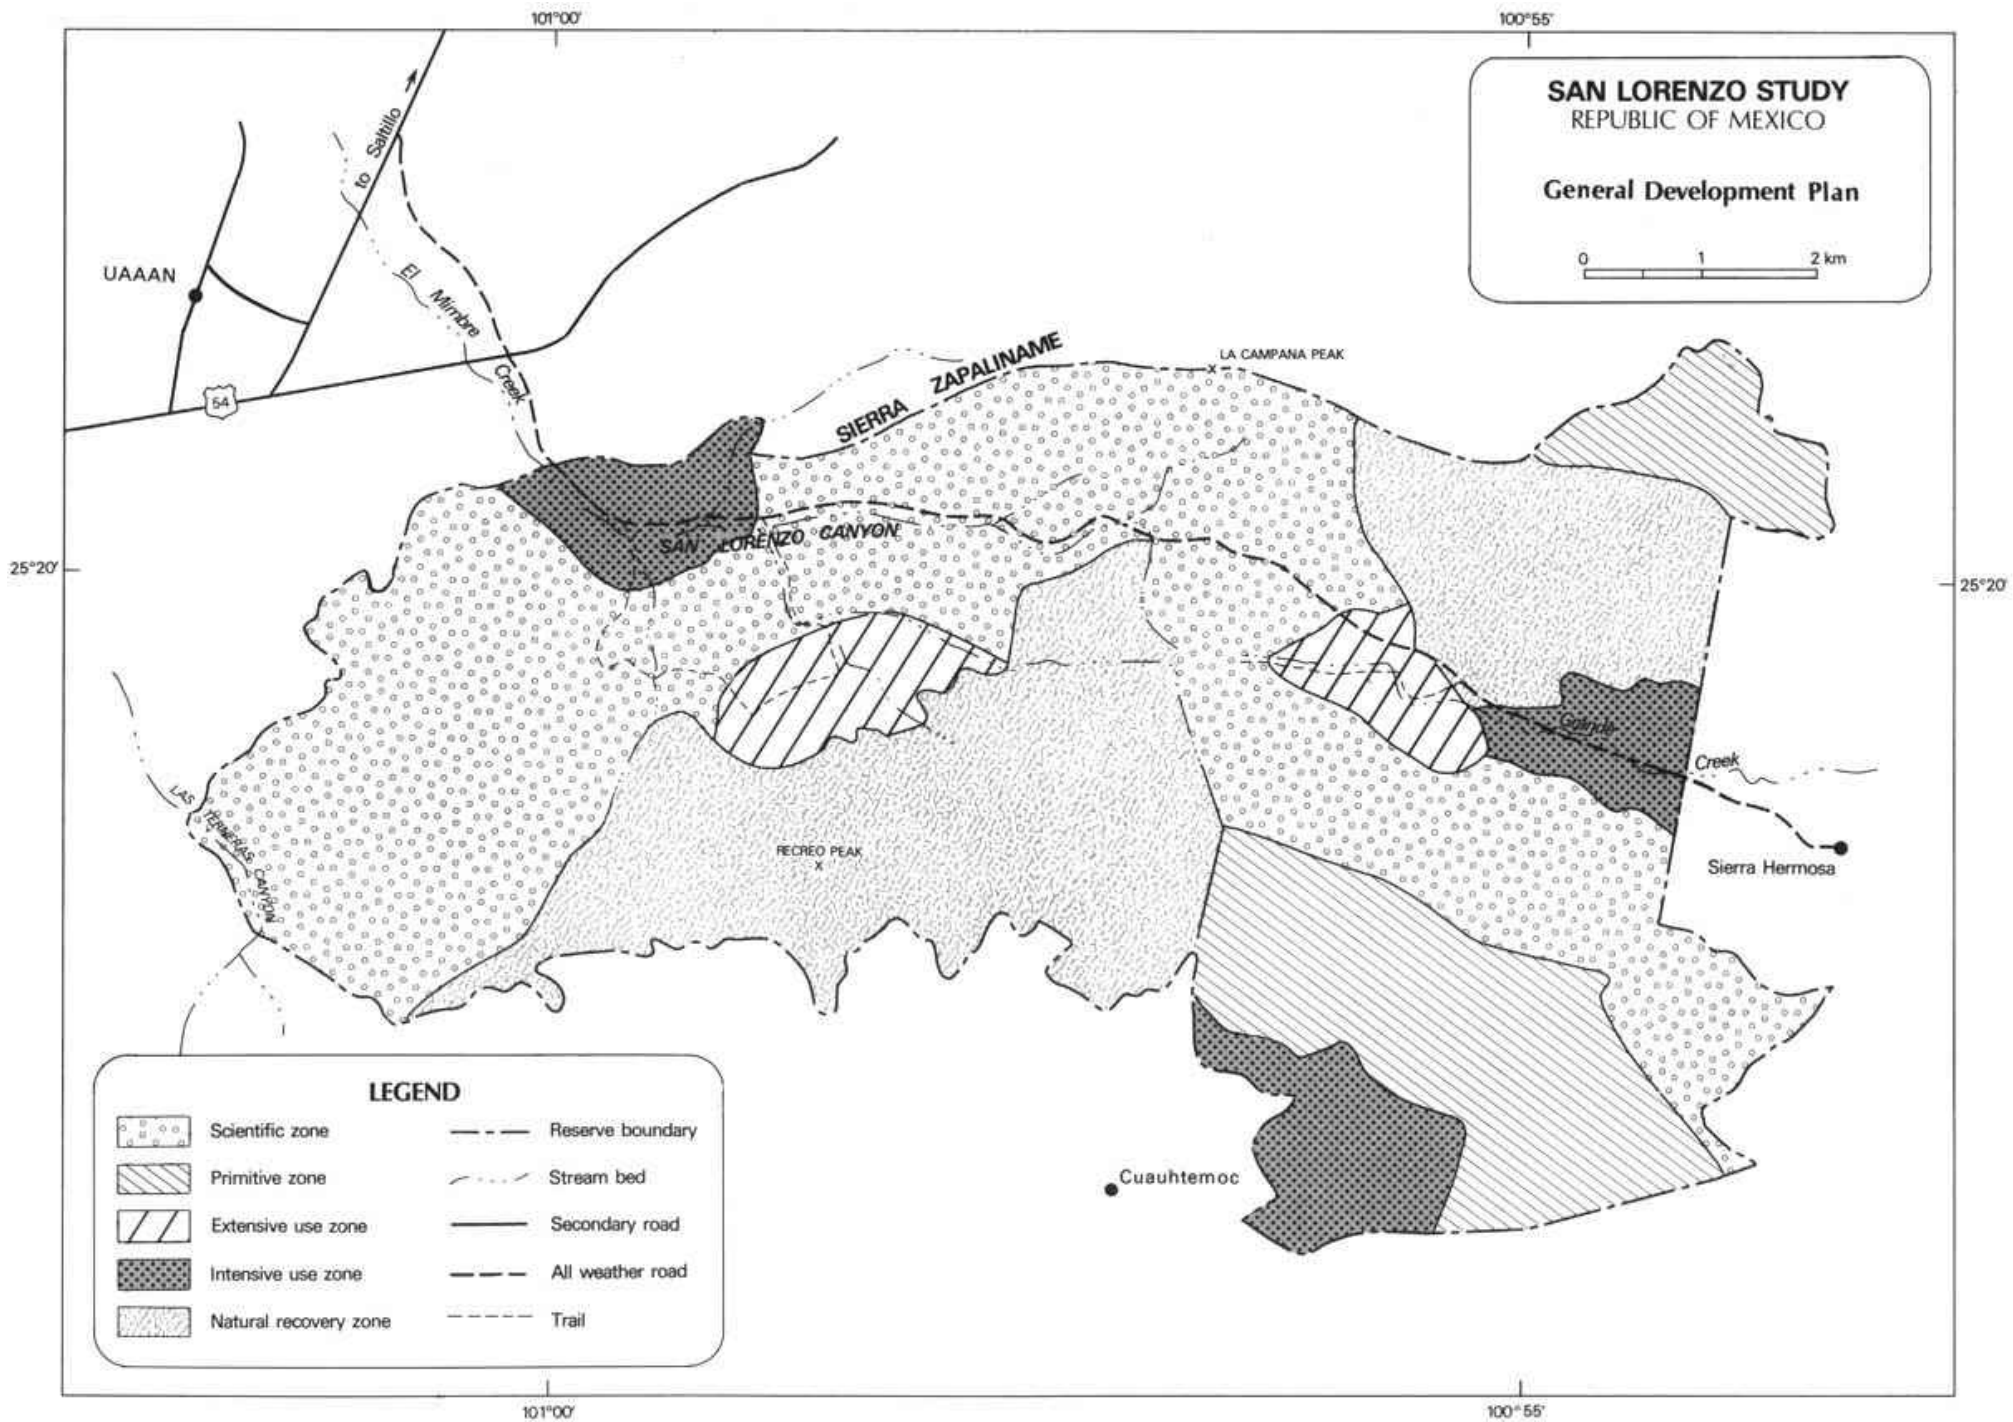 101°00'
100°55'
SAN LORENZO STUDY
REPUBLIC OF MEXICO
General Development Plan
0 1 2 km
to Saltillo
UAAAN
El Mimbre Creek
54
SIERRA ZAPALINAME
LA CAMPANA PEAK
SAN LORENZO CANYON
25°20'
25°20'
Creek
LAS TERNERAS CANYON
RECREO PEAK
Sierra Hermosa
Cuauhtemoc
LEGEND
Scientific zone
Primitive zone
Extensive use zone
Intensive use zone
Natural recovery zone
Reserve boundary
Stream bed
Secondary road
All weather road
Trail
101°00'
100°55'